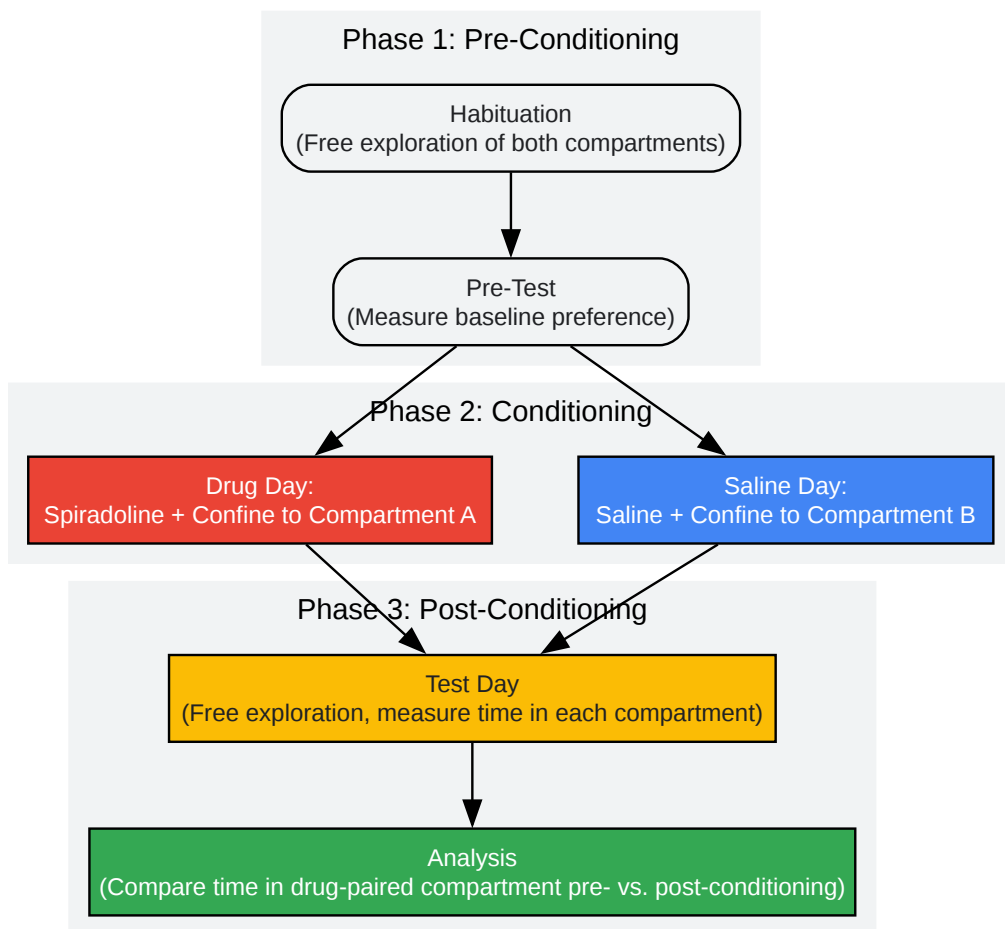 Phase 1: Pre-Conditioning
Habituation
(Free exploration of both compartments)
Pre-Test
(Measure baseline preference)
Phase 2: Conditioning
Drug Day:
Spiradoline + Confine to Compartment A
Saline Day:
Saline + Confine to Compartment B
Phase 3: Post-Conditioning
Test Day
(Free exploration, measure time in each compartment)
Analysis
(Compare time in drug-paired compartment pre- vs. post-conditioning)